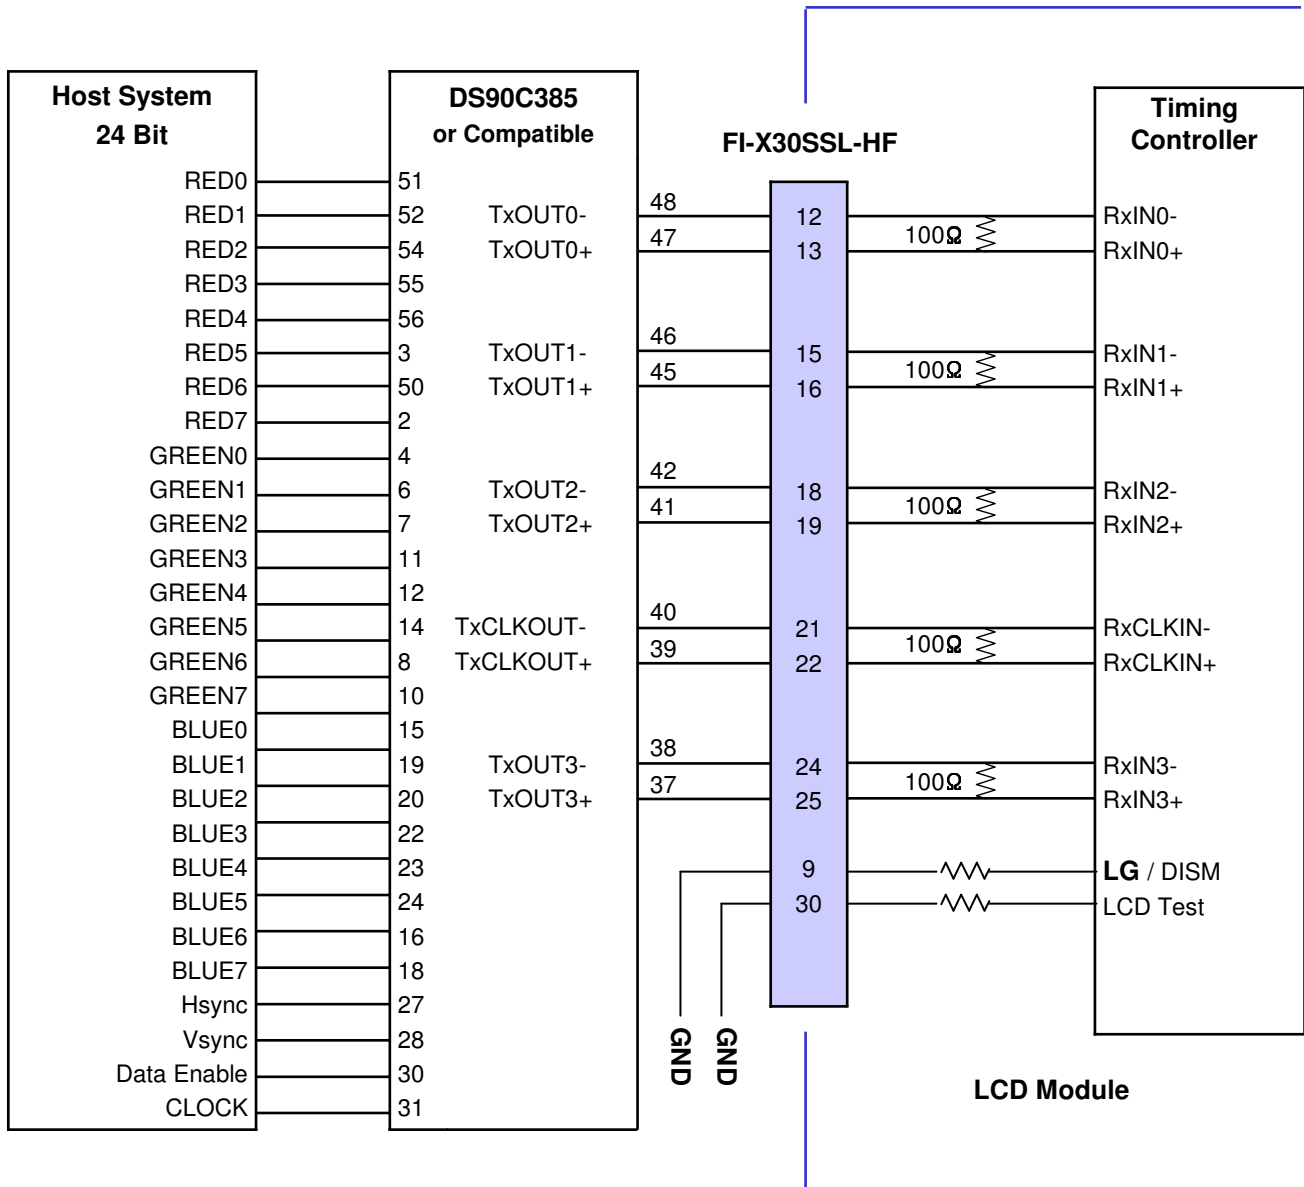 Host System
24 Bit
RED0
RED1
RED2
RED3
RED4
RED5
RED6
RED7
GREEN0
GREEN1
GREEN2
GREEN3
GREEN4
GREEN5
GREEN6
GREEN7
BLUE0
BLUE1
BLUE2
BLUE3
BLUE4
BLUE5
BLUE6
BLUE7
Hsync
Vsync
Data Enable
CLOCK
DS90C385
or Compatible
51
52
54
55
56
3
50
2
4
6
7
11
12
14
8
10
15
19
20
22
23
24
16
18
27
28
30
31
TxOUT0-
TxOUT0+
TxOUT1-
TxOUT1+
TxOUT2-
TxOUT2+
TxCLKOUT-
TxCLKOUT+
TxOUT3-
TxOUT3+
48
47
46
45
42
41
40
39
38
37
GND
GND
FI-X30SSL-HF
12
13
15
16
18
19
21
22
24
25
9
30
100Ω
100Ω
100Ω
100Ω
100Ω
Timing
Controller
RxIN0-
RxIN0+
RxIN1-
RxIN1+
RxIN2-
RxIN2+
RxCLKIN-
RxCLKIN+
RxIN3-
RxIN3+
LG / DISM
LCD Test
LCD Module